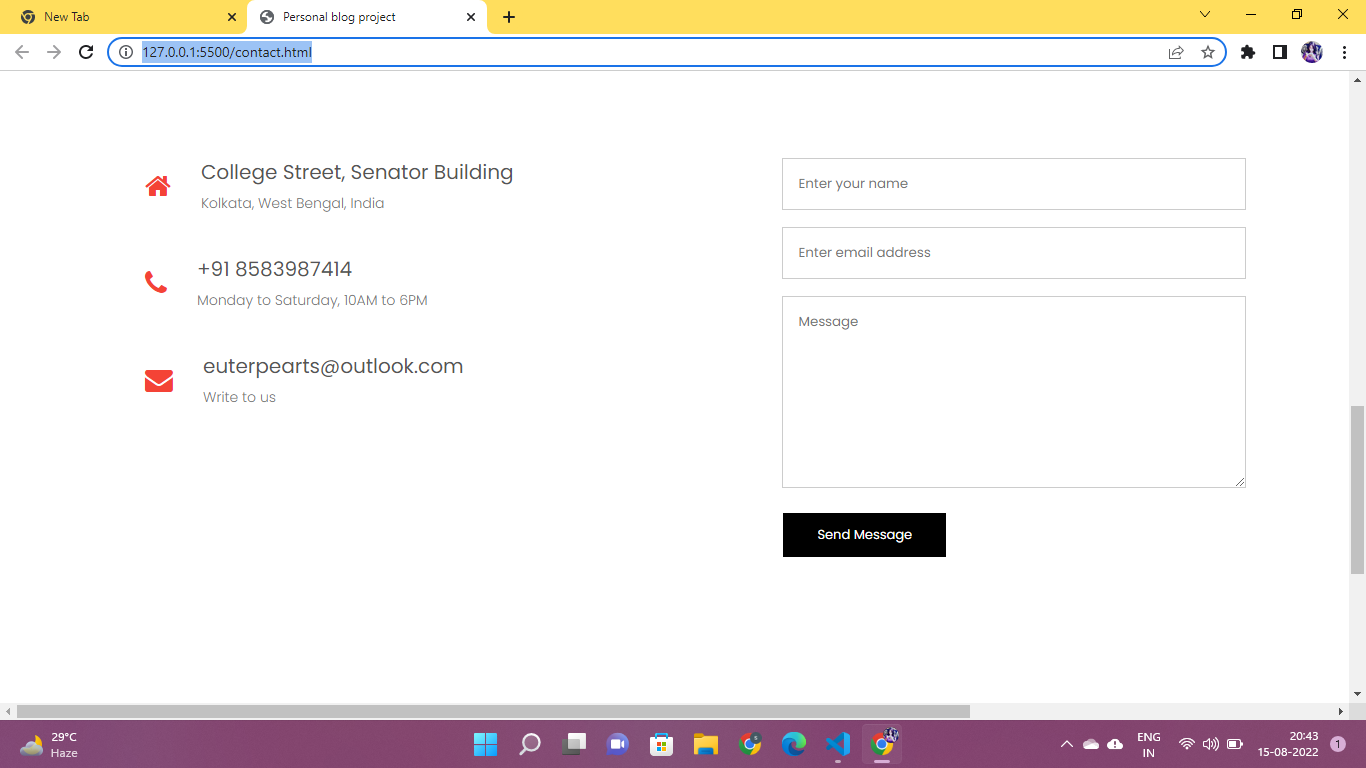 New Tab
Personal blog project
127.0.0.1:5500/contact.html
College Street, Senator Building
Kolkata, West Bengal, India
+91 8583987414
Monday to Saturday, 10AM to 6PM
euterpearts@outlook.com
Write to us
Enter your name
Enter email address
Message
Send Message
29°C
Haze
ENG
IN
20:43
15-08-2022
1